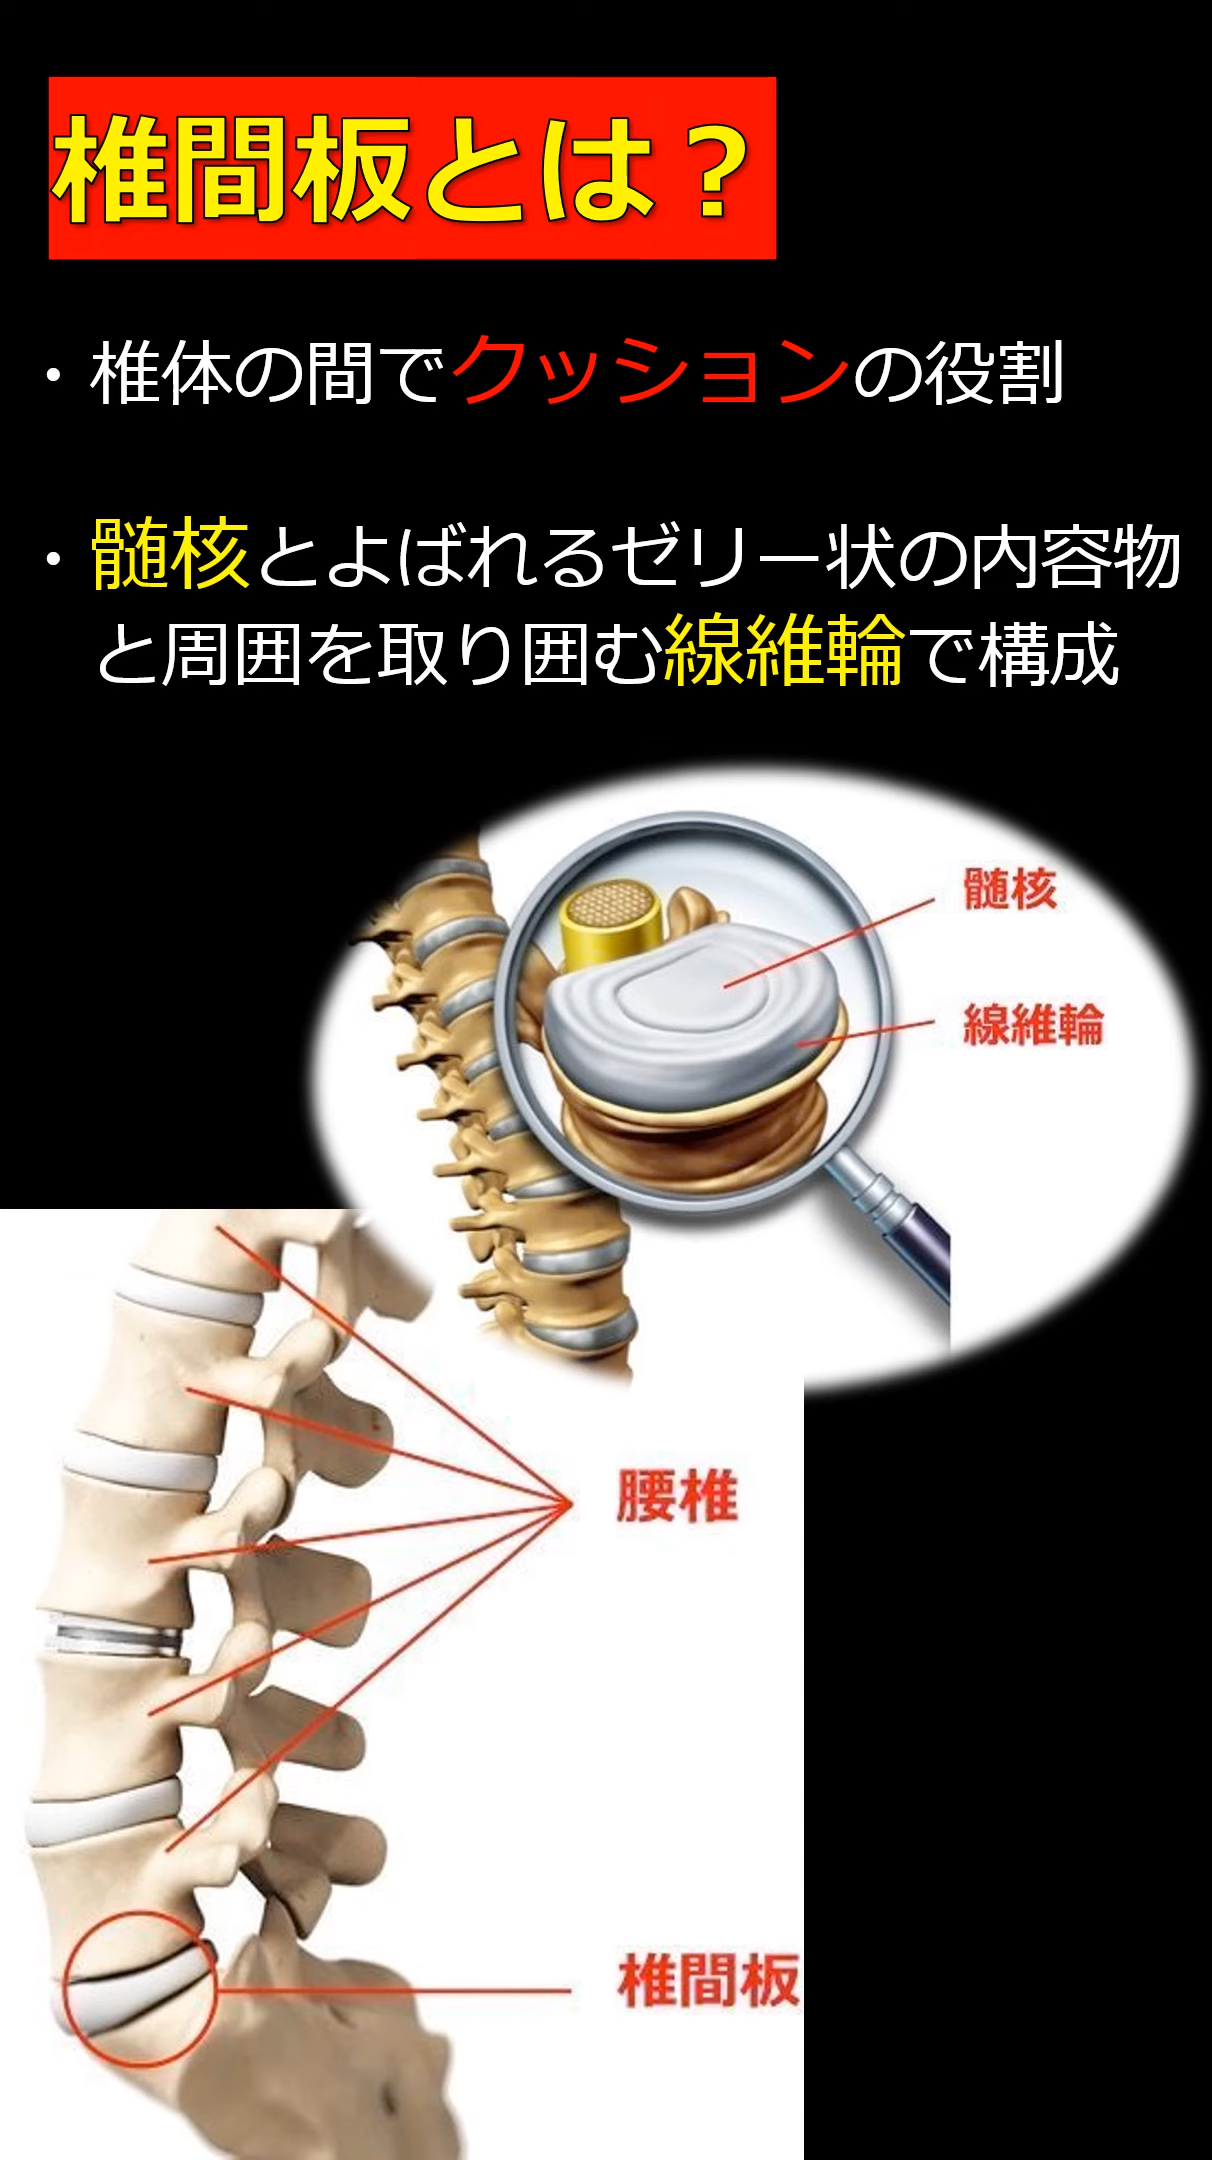 椎間板とは？
・椎体の間でクッションの役割
・髄核とよばれるゼリー状の内容物
と周囲を取り囲む線維輪で構成
髄核
線維輪
腰椎
椎間板